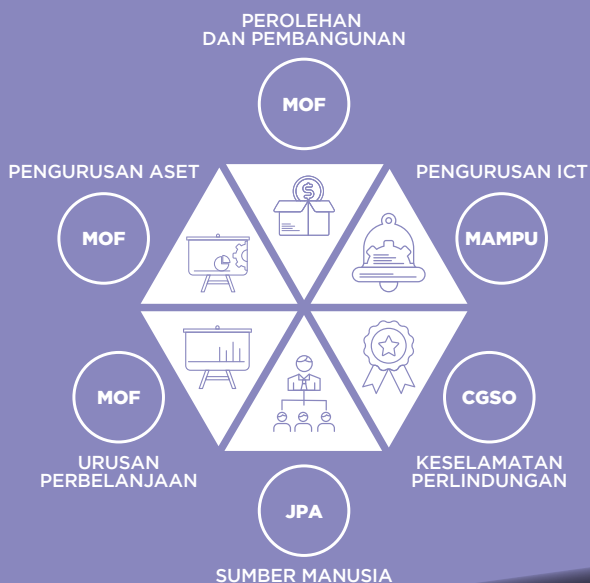 PEROLEHAN
DAN PEMBANGUNAN
MOF
PENGURUSAN ASET
MOF
PENGURUSAN ICT
MAMPU
MOF
URUSAN
PERBELANJAAN
CGSO
KESELAMATAN
PERLINDUNGAN
JPA
SUMBER MANUSIA